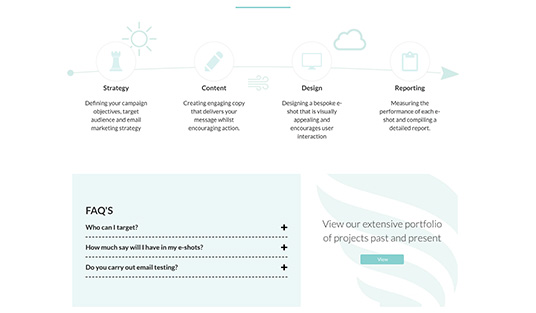 Strategy
Defining your campaign
objectives, target
audience and email
marketing strategy
Content
Creating engaging copy
that delivers your
message whilst
encouraging action.
Design
Designing a bespoke e-
shot that is visually
appealing and
encourages user
interaction
Reporting
Measuring the
performance of each e-
shot and compiling a
detailed report.
FAQ'S
Who can I target?
How much say will I have in my e-shots?
Do you carry out email testing?
View our extensive portfolio
of projects past and present
View